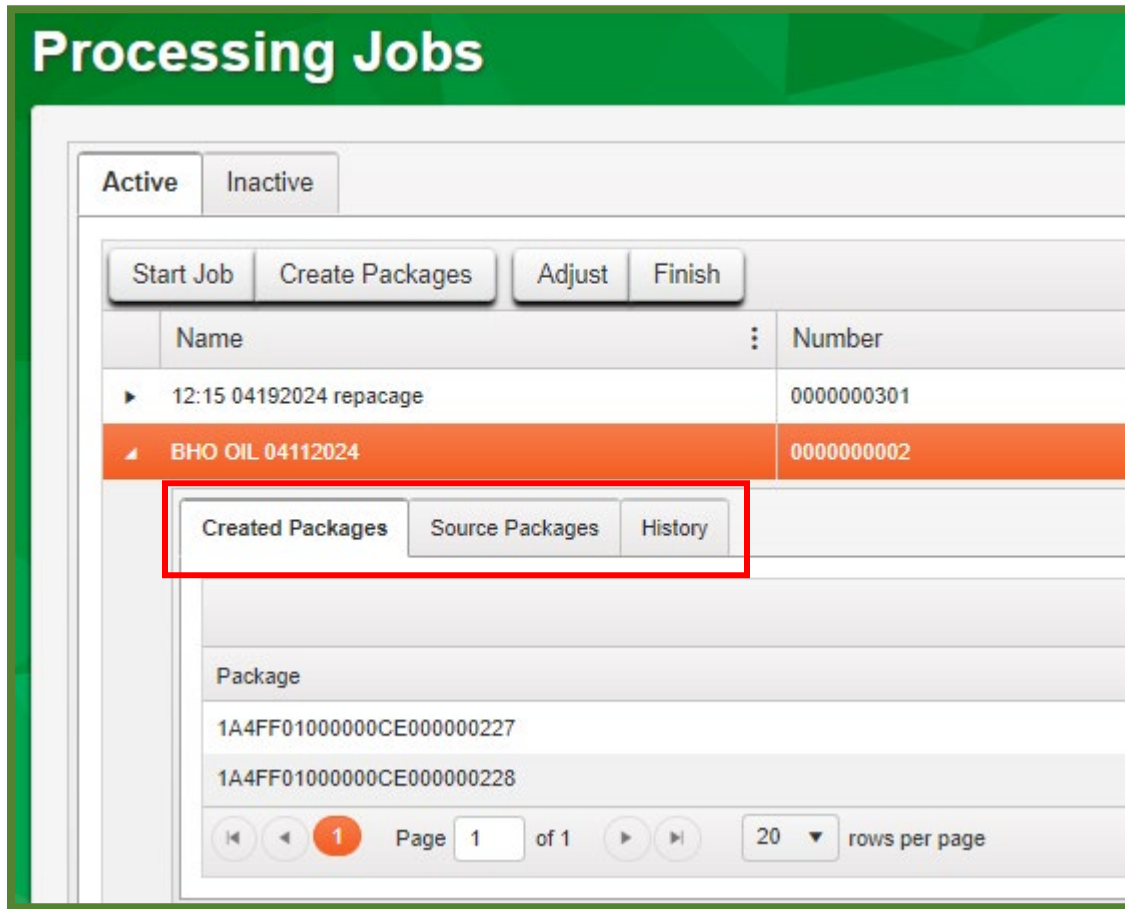 Processing Jobs
Active Inactive
Start Job Create Packages Adjust Finish
Name Number
12:15 04192024 repacage 0000000301
BHO OIL 04112024 0000000002
Created Packages Source Packages History
Package
1A4FF01000000CE000000227
1A4FF01000000CE000000228
1 Page 1 of 1 20 rows per page